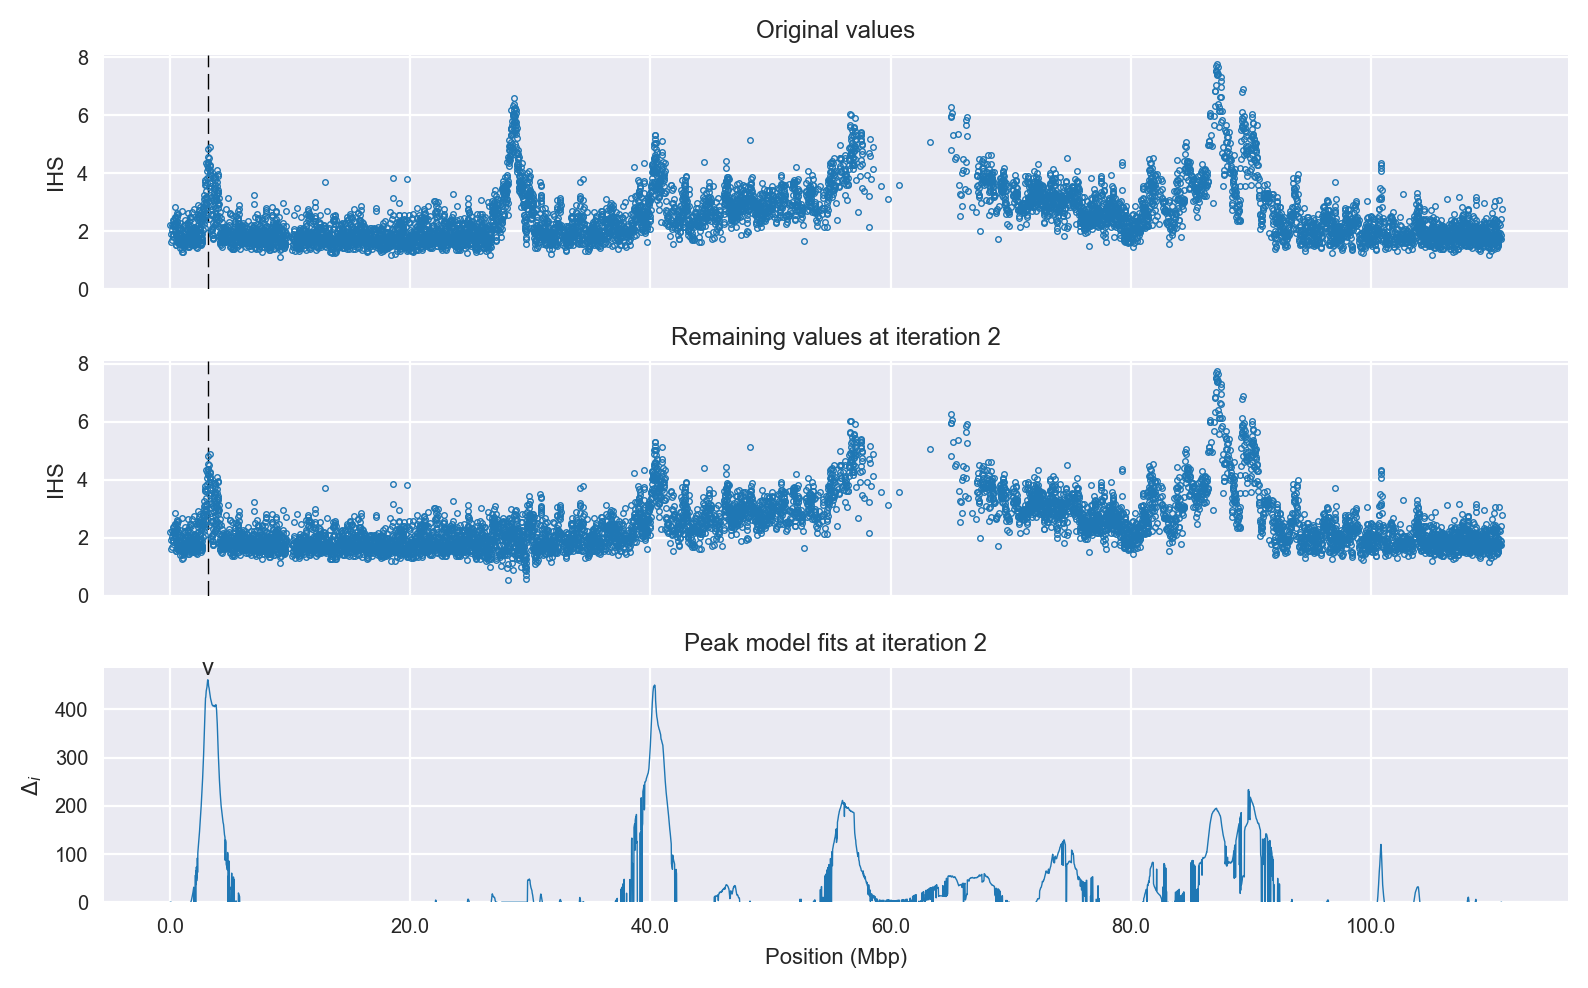 Original values
8
6
4
2
0
IHS
Remaining values at iteration 2
8
6
4
2
0
IHS
Peak model fits at iteration 2
v
400
300
200
100
0
Δi
0.0 20.0 40.0 60.0 80.0 100.0
Position (Mbp)